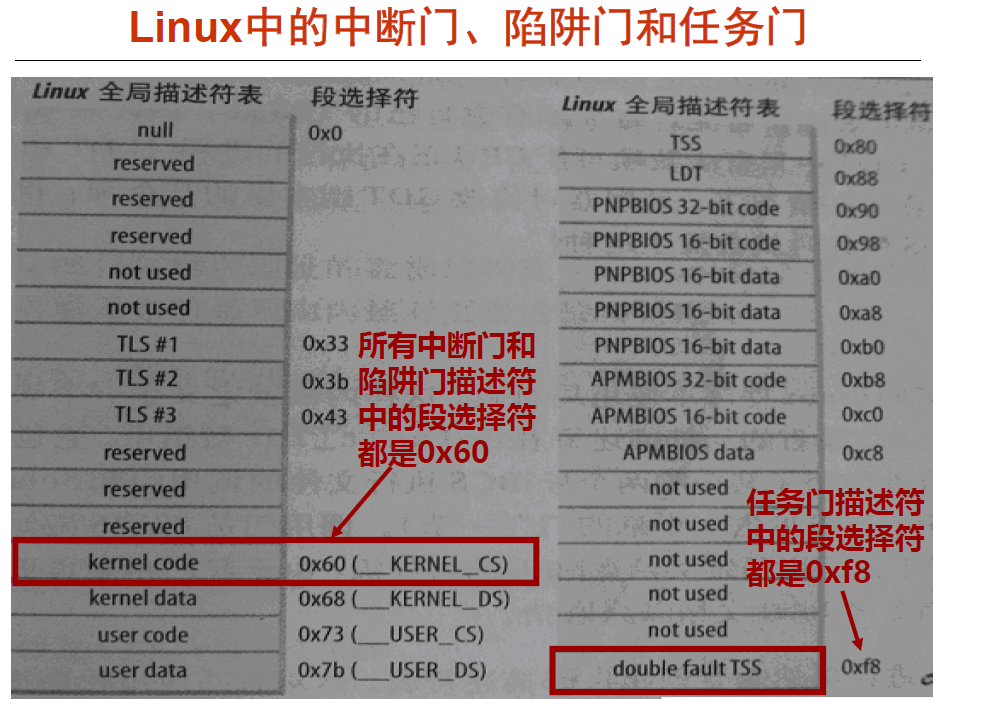 Linux中的中断门、陷阱门和任务门
Linux 全局描述符表 段选择符
null 0x0
reserved
reserved
reserved
not used
not used
TLS #1 0x33
TLS #2 0x3b
TLS #3 0x43
reserved
reserved
reserved
kernel code 0x60 (__KERNEL_CS)
kernel data 0x68 (__KERNEL_DS)
user code 0x73 (__USER_CS)
user data 0x7b (__USER_DS)
所有中断门和
陷阱门描述符
中的段选择符
都是0x60
Linux 全局描述符表 段选择符
TSS 0x80
LDT 0x88
PNPBIOS 32-bit code 0x90
PNPBIOS 16-bit code 0x98
PNPBIOS 16-bit data 0xa0
PNPBIOS 16-bit data 0xa8
PNPBIOS 16-bit data 0xb0
APMBIOS 32-bit code 0xb8
APMBIOS 16-bit code 0xc0
APMBIOS data 0xc8
not used
not used
not used
not used
not used
double fault TSS 0xf8
任务门描述符
中的段选择符
都是0xf8